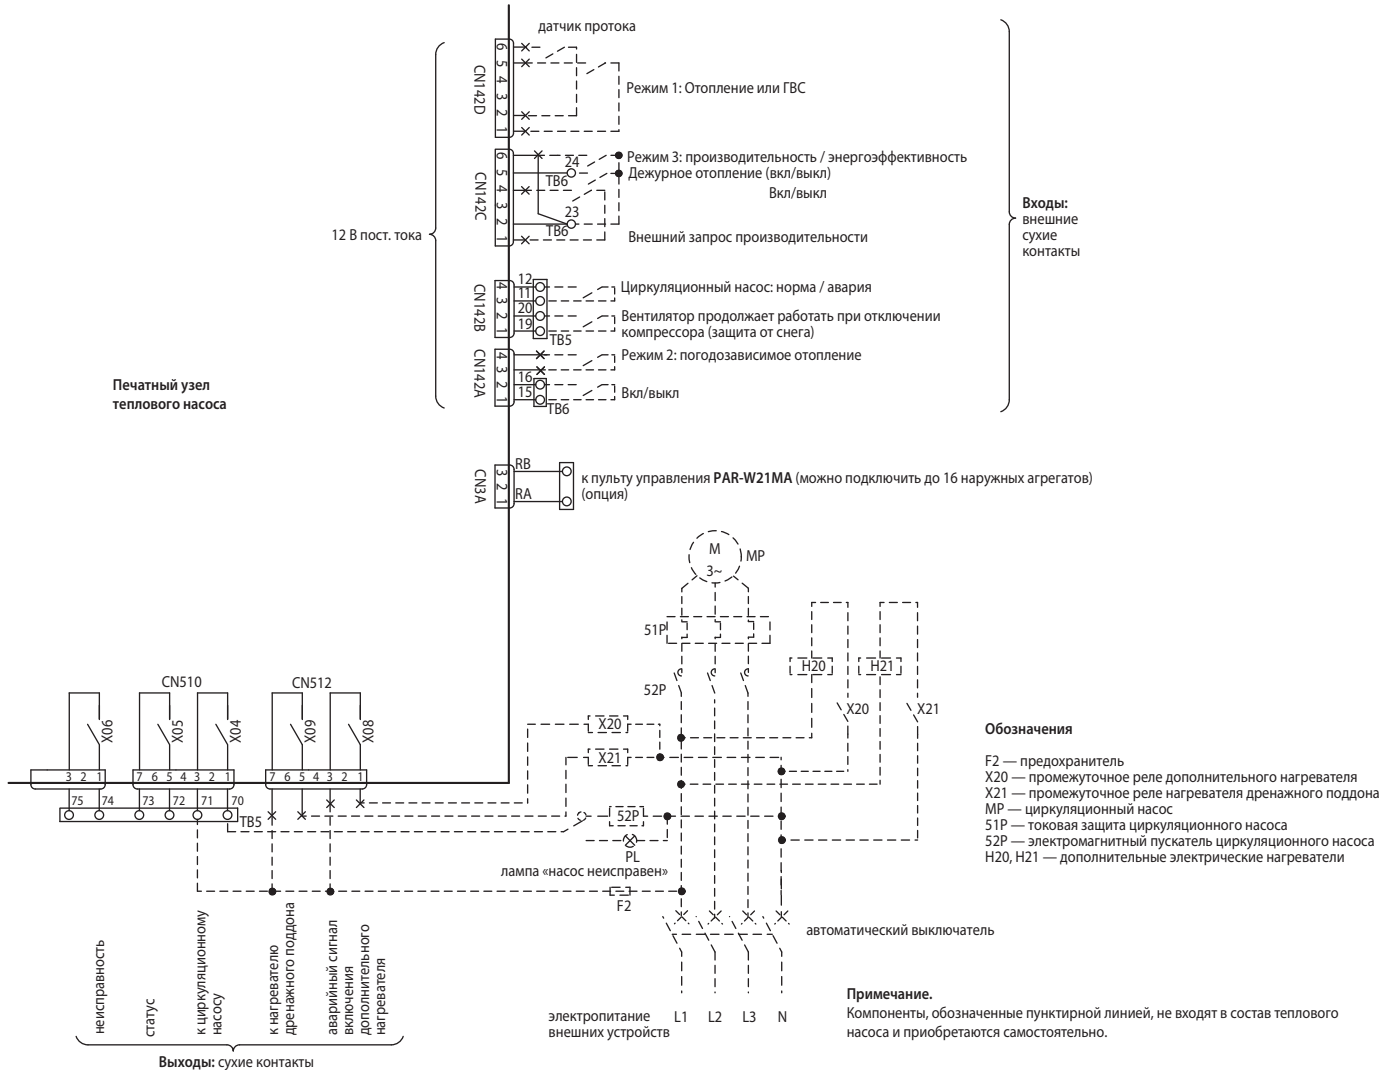 датчик протока
CN142D
6
5
4
3
2
1
Режим 1: Отопление или ГВС
CN142C
6
5
4
3
2
1
24
ТВ6
23
ТВ6
Режим 3: производительность / энергоэффективность
Дежурное отопление (вкл/выкл)
Вкл/выкл
Внешний запрос производительности
12 В пост. тока
Входы:
внешние
сухие
контакты
CN142B
4
3
2
1
12
11
20
19
TB5
Циркуляционный насос: норма / авария
Вентилятор продолжает работать при отключении
компрессора (защита от снега)
CN142A
4
3
2
1
16
15
ТВ6
Режим 2: погодозависимое отопление
Вкл/выкл
Печатный узел
теплового насоса
CN3A
3
2
1
RB
RA
к пульту управления PAR-W21MA (можно подключить до 16 наружных агрегатов)
(опция)
M
3~
MP
51P
52P
H20
H21
X20
X21
CN510
CN512
X06
X05
X04
X09
X08
3 2 1
7 6 5 4 3 2 1
7 6 5 4 3 2 1
75 74 73 72 71 70
TB5
X20
X21
52P
PL
лампа «насос неисправен»
F2
Обозначения
F2 — предохранитель
X20 — промежуточное реле дополнительного нагревателя
X21 — промежуточное реле нагревателя дренажного поддона
MP — циркуляционный насос
51P — токовая защита циркуляционного насоса
52P — электромагнитный пускатель циркуляционного насоса
H20, H21 — дополнительные электрические нагреватели
автоматический выключатель
неисправность
статус
к циркуляционному
насосу
к нагревателю
дренажного поддона
аварийный сигнал
включения
дополнительного
нагревателя
Выходы: сухие контакты
электропитание
внешних устройств
L1 L2 L3 N
Примечание.
Компоненты, обозначенные пунктирной линией, не входят в состав теплового
насоса и приобретаются самостоятельно.